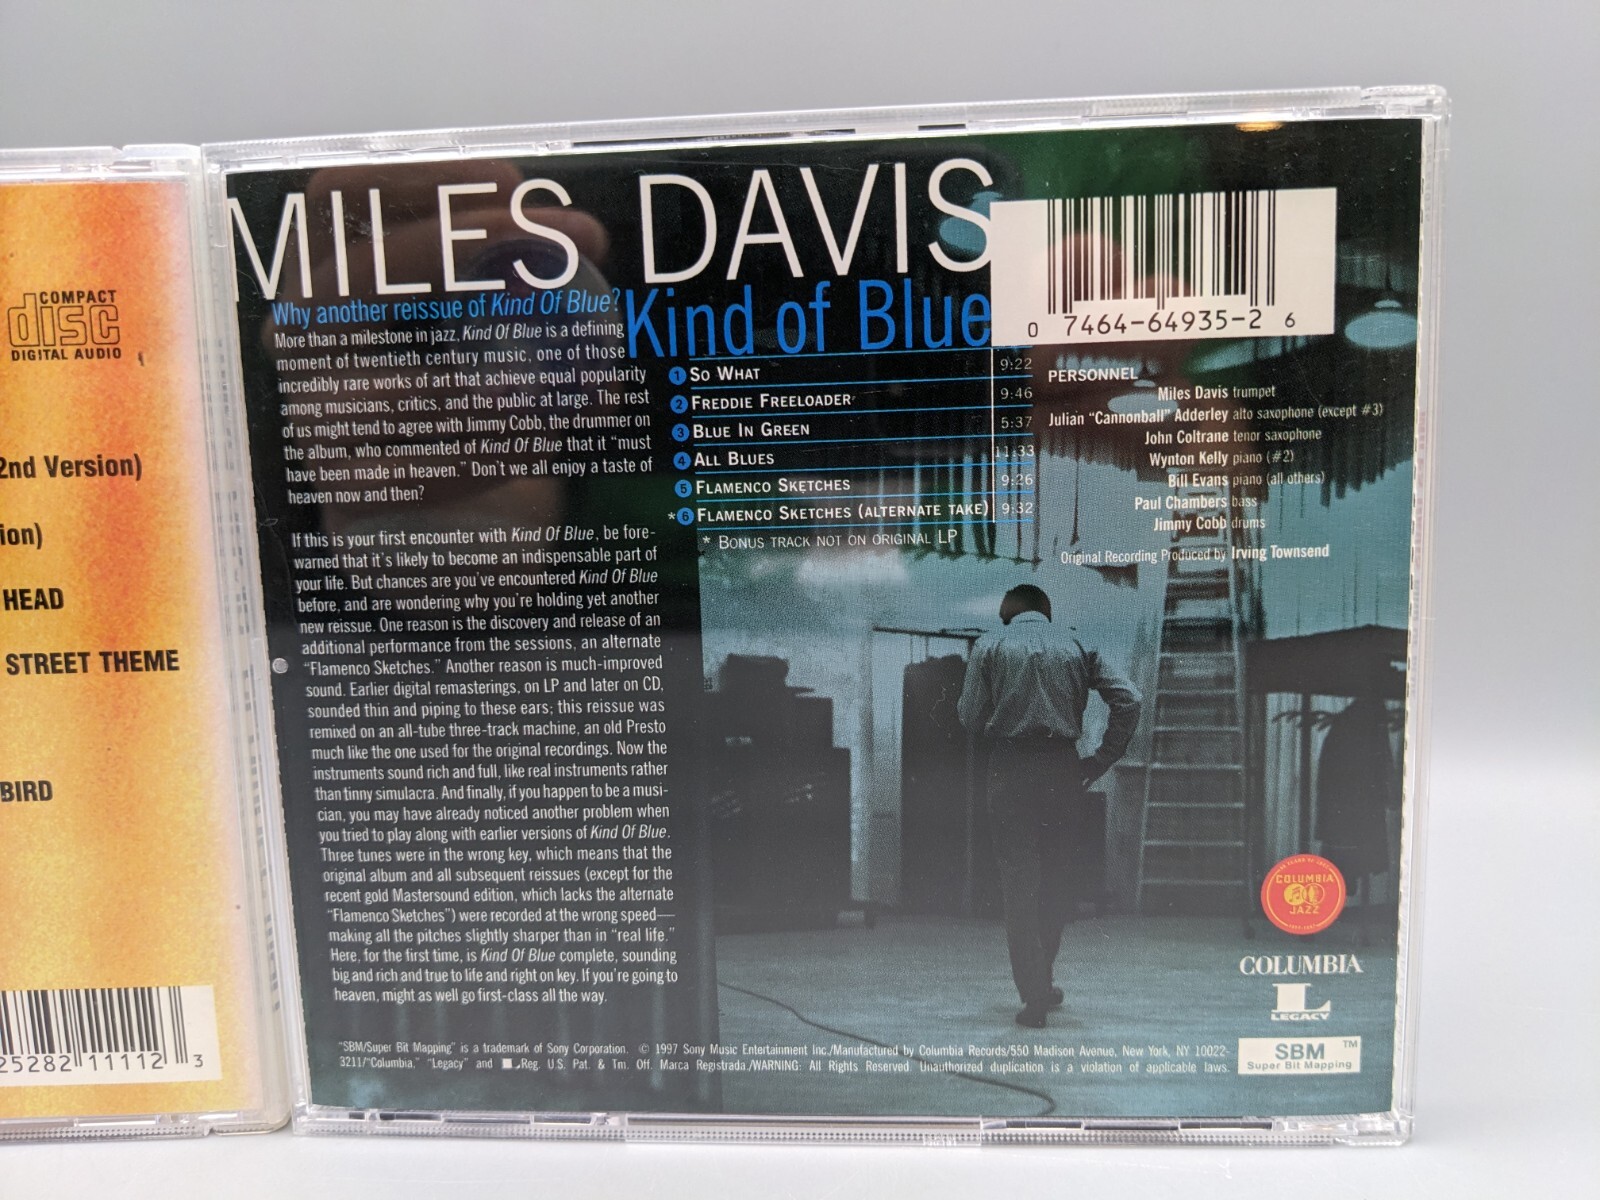 COMPACT
disc
DIGITAL AUDIO
2nd Version)
ion)
HEAD
STREET THEME
BIRD
25282 11112 3
MILES DAVIS
Kind of Blue
0 7464-64935-2 6
Why another reissue of Kind Of Blue?
More than a milestone in jazz, Kind Of Blue is a defining
moment of twentieth century music, one of those
incredibly rare works of art that achieve equal popularity
among musicians, critics, and the public at large. The rest
of us might tend to agree with Jimmy Cobb, the drummer on
the album, who commented of Kind Of Blue that it “must
have been made in heaven.” Don’t we all enjoy a taste of
heaven now and then?
If this is your first encounter with Kind Of Blue, be fore-
warned that it’s likely to become an indispensable part of
your life. But chances are you’ve encountered Kind Of Blue
before, and are wondering why you’re holding yet another
new reissue. One reason is the discovery and release of an
additional performance from the sessions, an alternate
“Flamenco Sketches.” Another reason is much-improved
sound. Earlier digital remasterings, on LP and later on CD,
sounded thin and piping to these ears; this reissue was
remixed on an all-tube three-track machine, an old Presto
much like the one used for the original recordings. Now the
instruments sound rich and full, like real instruments rather
than tinny simulacra. And finally, if you happen to be a musi-
cian, you may have already noticed another problem when
you tried to play along with earlier versions of Kind Of Blue.
Three tunes were in the wrong key, which means that the
original album and all subsequent reissues (except for the
recent gold Mastersound edition, which lacks the alternate
“Flamenco Sketches”) were recorded at the wrong speed—
making all the pitches slightly sharper than in “real life.”
Here, for the first time, is Kind Of Blue complete, sounding
big and rich and true to life and right on key. If you’re going to
heaven, might as well go first-class all the way.
1 SO WHAT 9:22
2 FREDDIE FREELOADER 9:46
3 BLUE IN GREEN 5:37
4 ALL BLUES 11:33
5 FLAMENCO SKETCHES 9:26
*6 FLAMENCO SKETCHES (ALTERNATE TAKE) 9:32
* BONUS TRACK NOT ON ORIGINAL LP
PERSONNEL
Miles Davis trumpet
Julian “Cannonball” Adderley alto saxophone (except #3)
John Coltrane tenor saxophone
Wynton Kelly piano (#2)
Bill Evans piano (all others)
Paul Chambers bass
Jimmy Cobb drums
Original Recording Produced by Irving Townsend
COLUMBIA
JAZZ
COLUMBIA
L
LEGACY
"SBM/Super Bit Mapping" is a trademark of Sony Corporation. © 1997 Sony Music Entertainment Inc./Manufactured by Columbia Records/550 Madison Avenue, New York, NY 10022-
3211/"Columbia," "Legacy" and Reg. U.S. Pat. & Tm. Off. Marca Registrada./WARNING: All Rights Reserved. Unauthorized duplication is a violation of applicable laws.
SBM TM
Super Bit Mapping